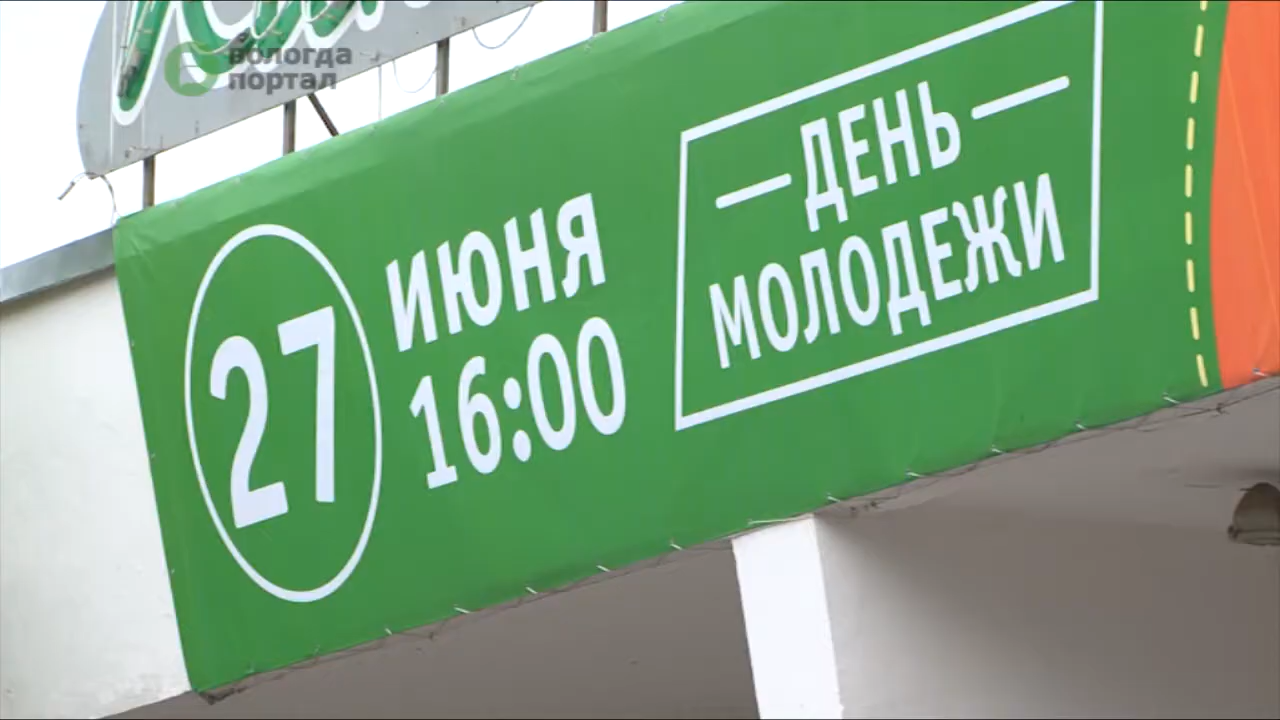 вологда
портал
27
ИЮНЯ
16:00
ДЕНЬ
МОЛОДЕЖИ